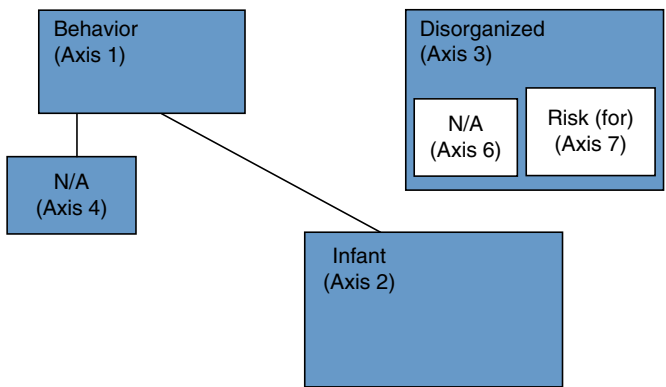 Behavior
(Axis 1)
Disorganized
(Axis 3)
N/A
(Axis 6)
Risk (for)
(Axis 7)
N/A
(Axis 4)
Infant
(Axis 2)